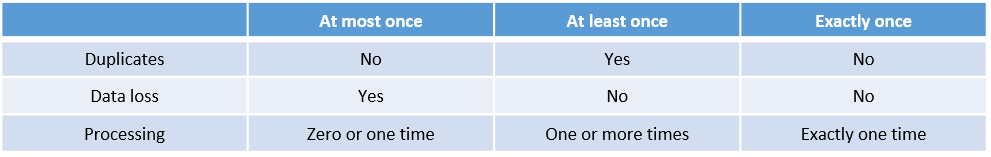 At most once At least once Exactly once
Duplicates No Yes No
Data loss Yes No No
Processing Zero or one time One or more times Exactly one time